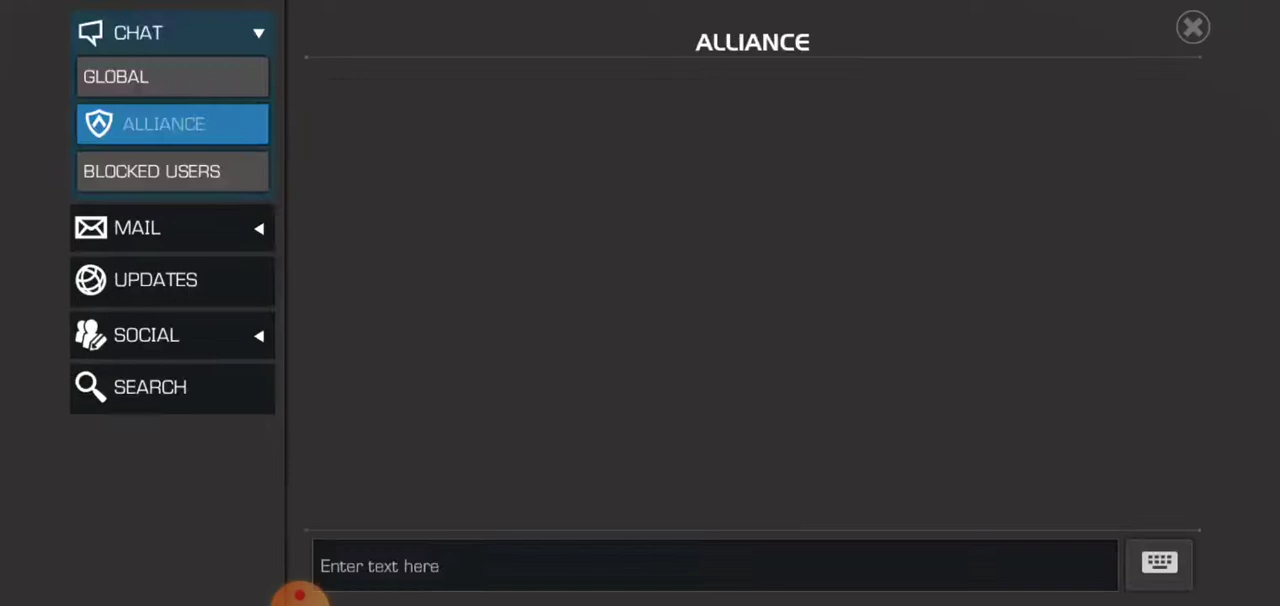 CHAT
GLOBAL
ALLIANCE
BLOCKED USERS
MAIL
UPDATES
SOCIAL
SEARCH
ALLIANCE
Enter text here